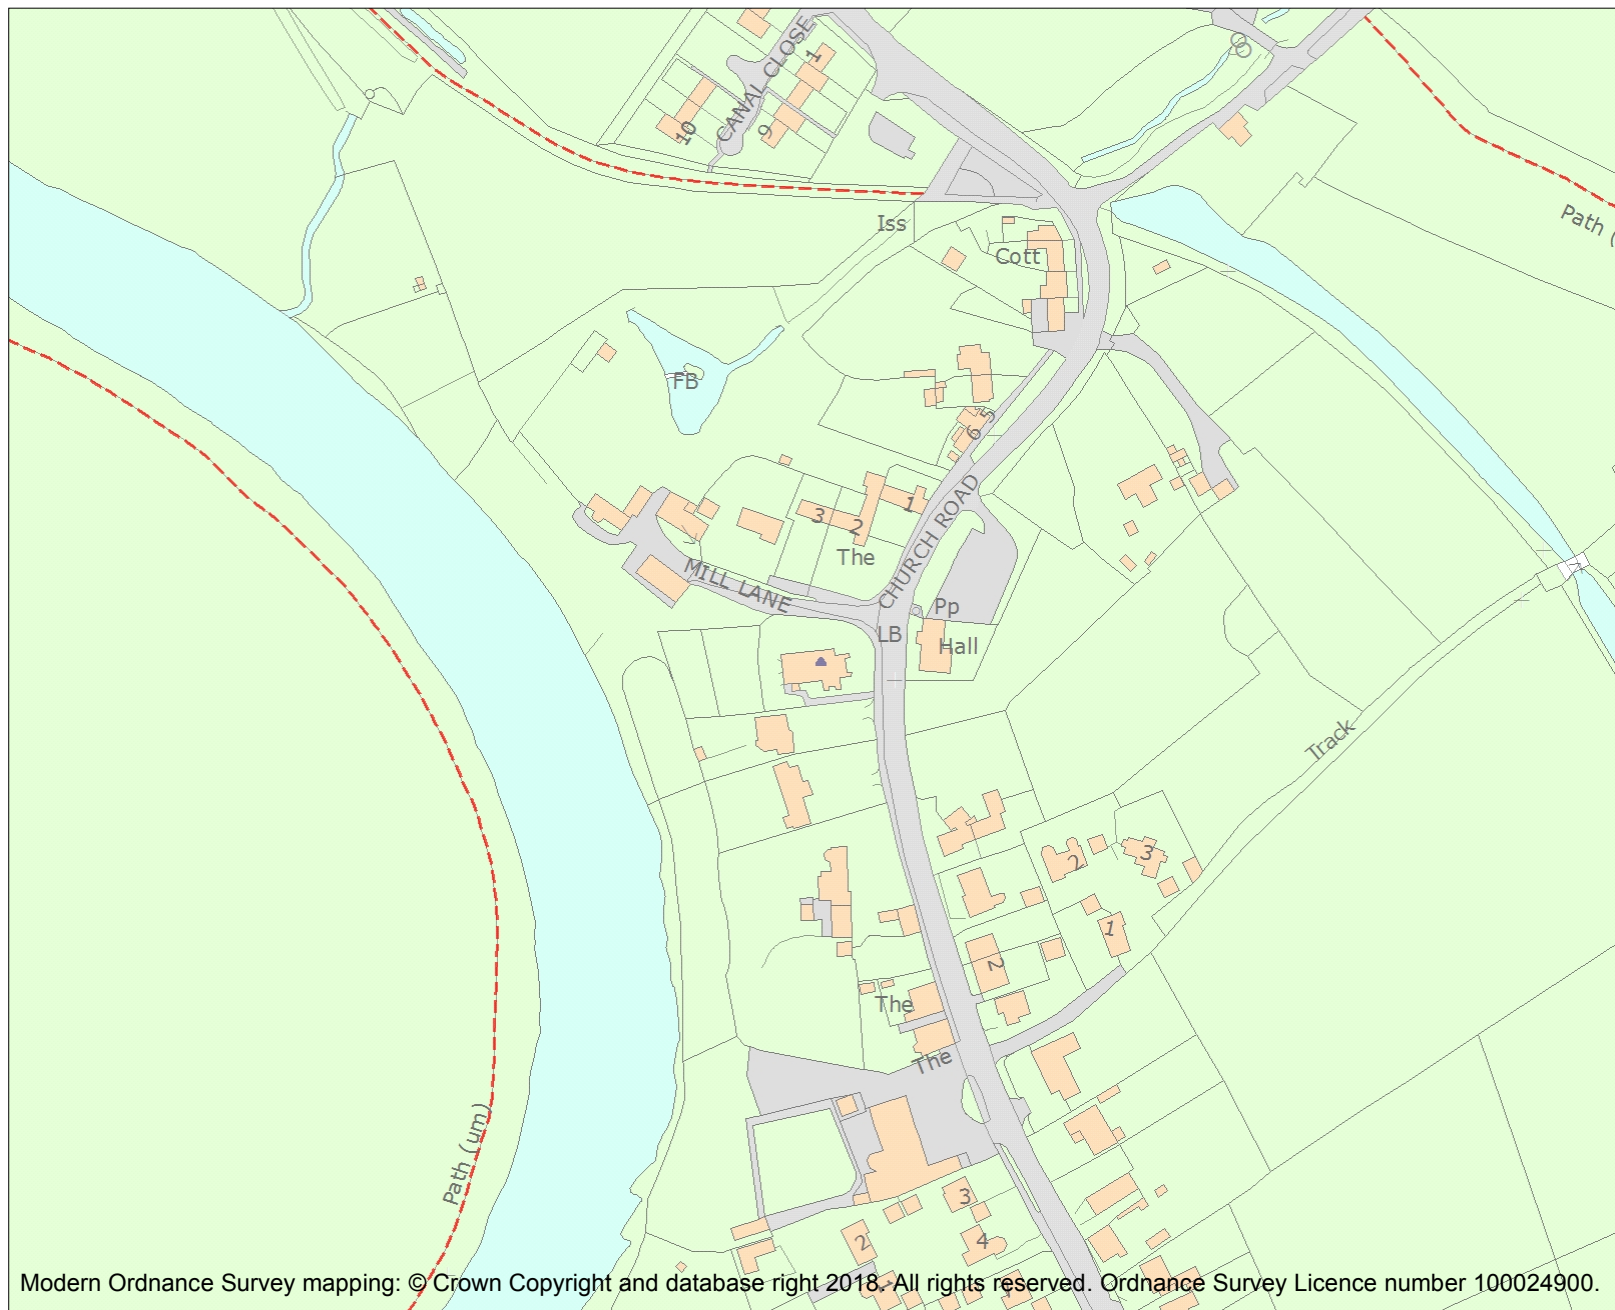 CANAL CLOSE
1
10
9
Path (
Iss
Cott
FB
5
6
1
3
2
The
CHURCH ROAD
MILL LANE
Pp
LB
Hall
Track
2
3
1
2
The
The
Path (um)
3
2
4
1
1
Modern Ordnance Survey mapping: © Crown Copyright and database right 2018. All rights reserved. Ordnance Survey Licence number 100024900.